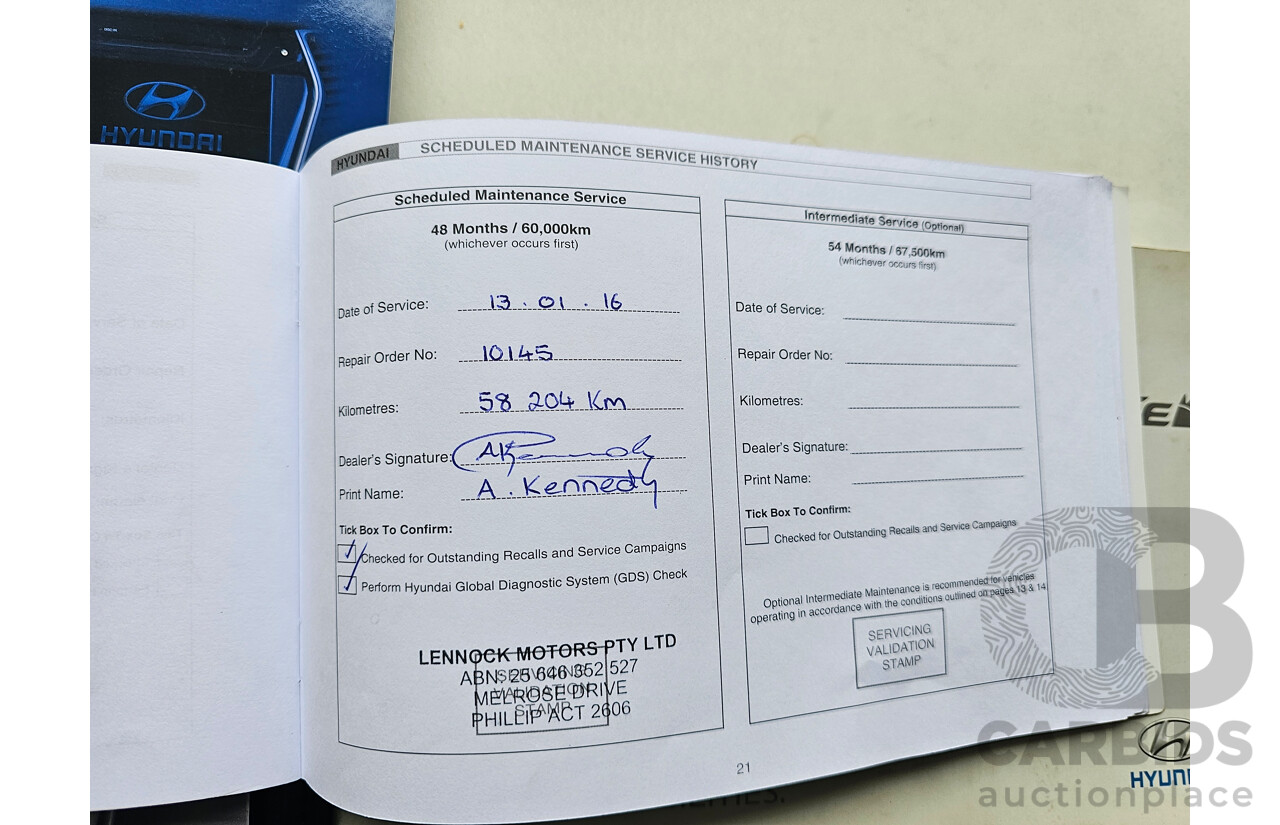 HYUNDAI
HYUNDAI SCHEDULED MAINTENANCE SERVICE HISTORY
Scheduled Maintenance Service
48 Months / 60,000km
(whichever occurs first)
Date of Service: 13 . 01 . 16
Repair Order No: 10145
Kilometres: 58 204 Km
Dealer's Signature: AKennedy
Print Name: A . Kennedy
Tick Box To Confirm:
Checked for Outstanding Recalls and Service Campaigns
Perform Hyundai Global Diagnostic System (GDS) Check
LENNOCK MOTORS PTY LTD
ABN: 25 646 352 527
MELROSE DRIVE
PHILLIP ACT 2606
SERVICING
VALIDATION
STAMP
Intermediate Service (Optional)
54 Months / 67,500km
(whichever occurs first)
Date of Service:
Repair Order No:
Kilometres:
Dealer's Signature:
Print Name:
Tick Box To Confirm:
Checked for Outstanding Recalls and Service Campaigns
Optional Intermediate Maintenance is recommended for vehicles
operating in accordance with the conditions outlined on pages 13 & 14
SERVICING
VALIDATION
STAMP
21
HYUN
CARBIDS
auctionplace